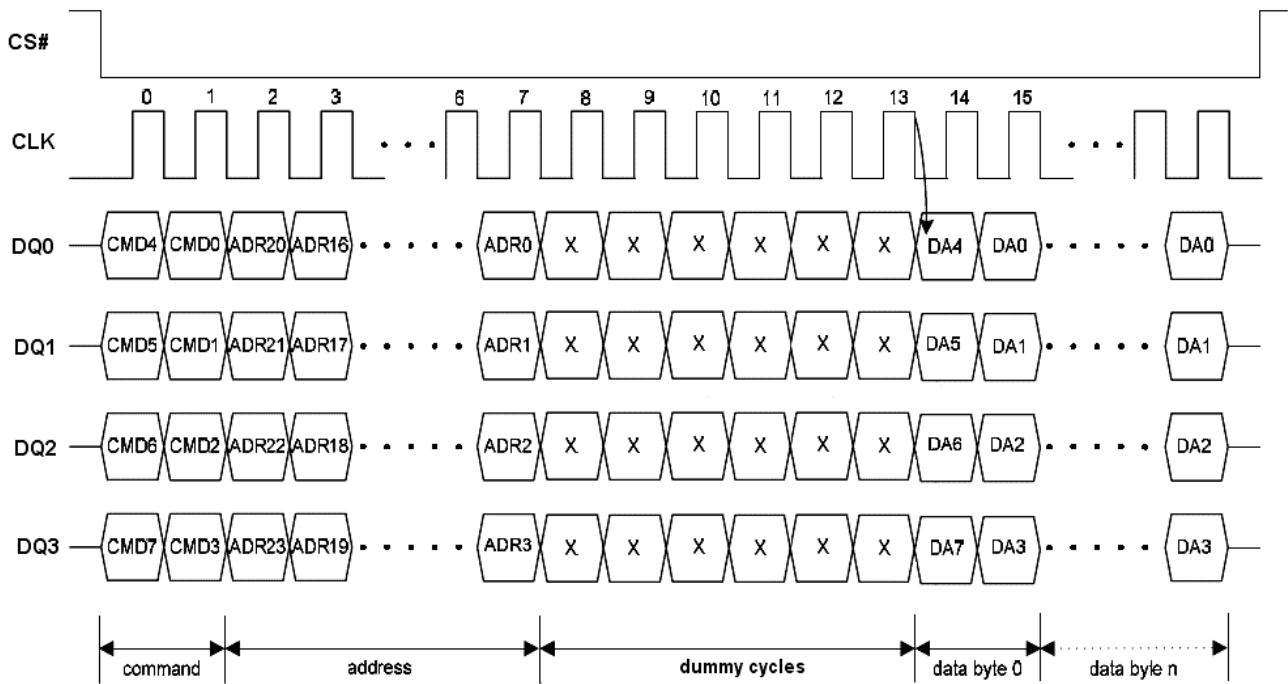 CS#
0 1 2 3 6 7 8 9 10 11 12 13 14 15
CLK
DQ0 CMD4 CMD0 ADR20 ADR16 ADR0 X X X X X X DA4 DA0 DA0
DQ1 CMD5 CMD1 ADR21 ADR17 ADR1 X X X X X X DA5 DA1 DA1
DQ2 CMD6 CMD2 ADR22 ADR18 ADR2 X X X X X X DA6 DA2 DA2
DQ3 CMD7 CMD3 ADR23 ADR19 ADR3 X X X X X X DA7 DA3 DA3
command address dummy cycles data byte 0 data byle n